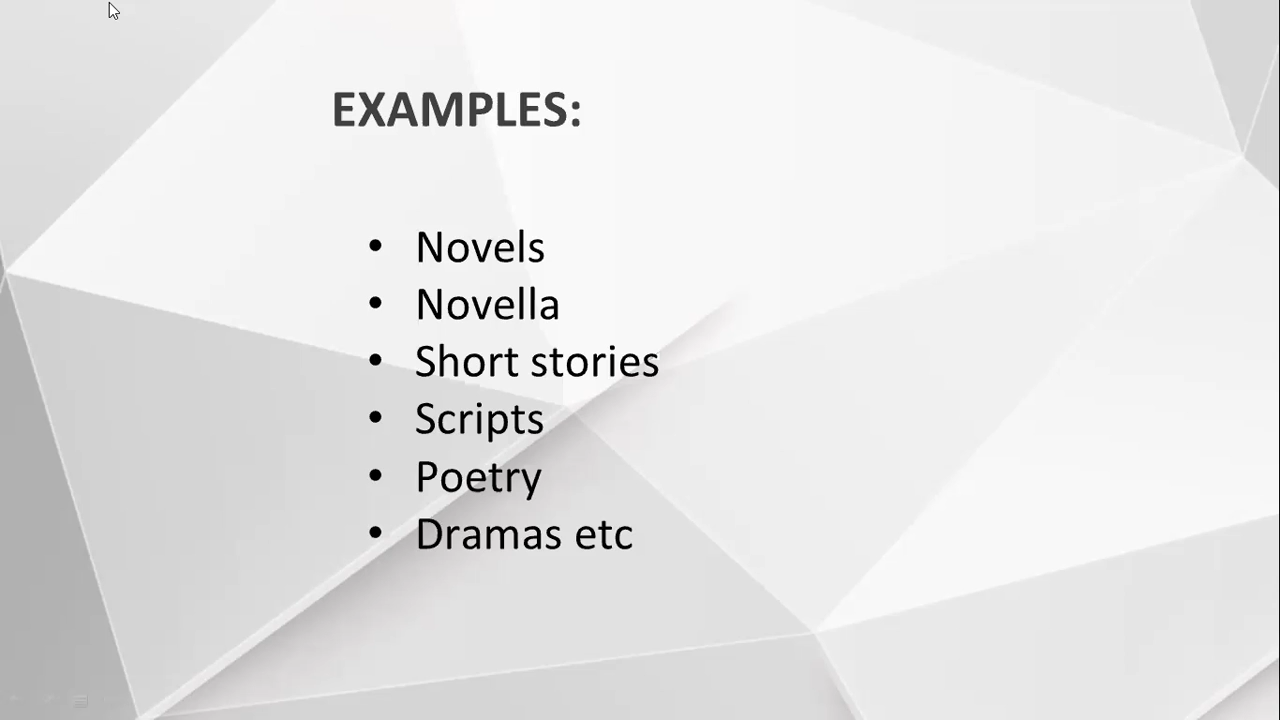 EXAMPLES:
• Novels
• Novella
• Short stories
• Scripts
• Poetry
• Dramas etc